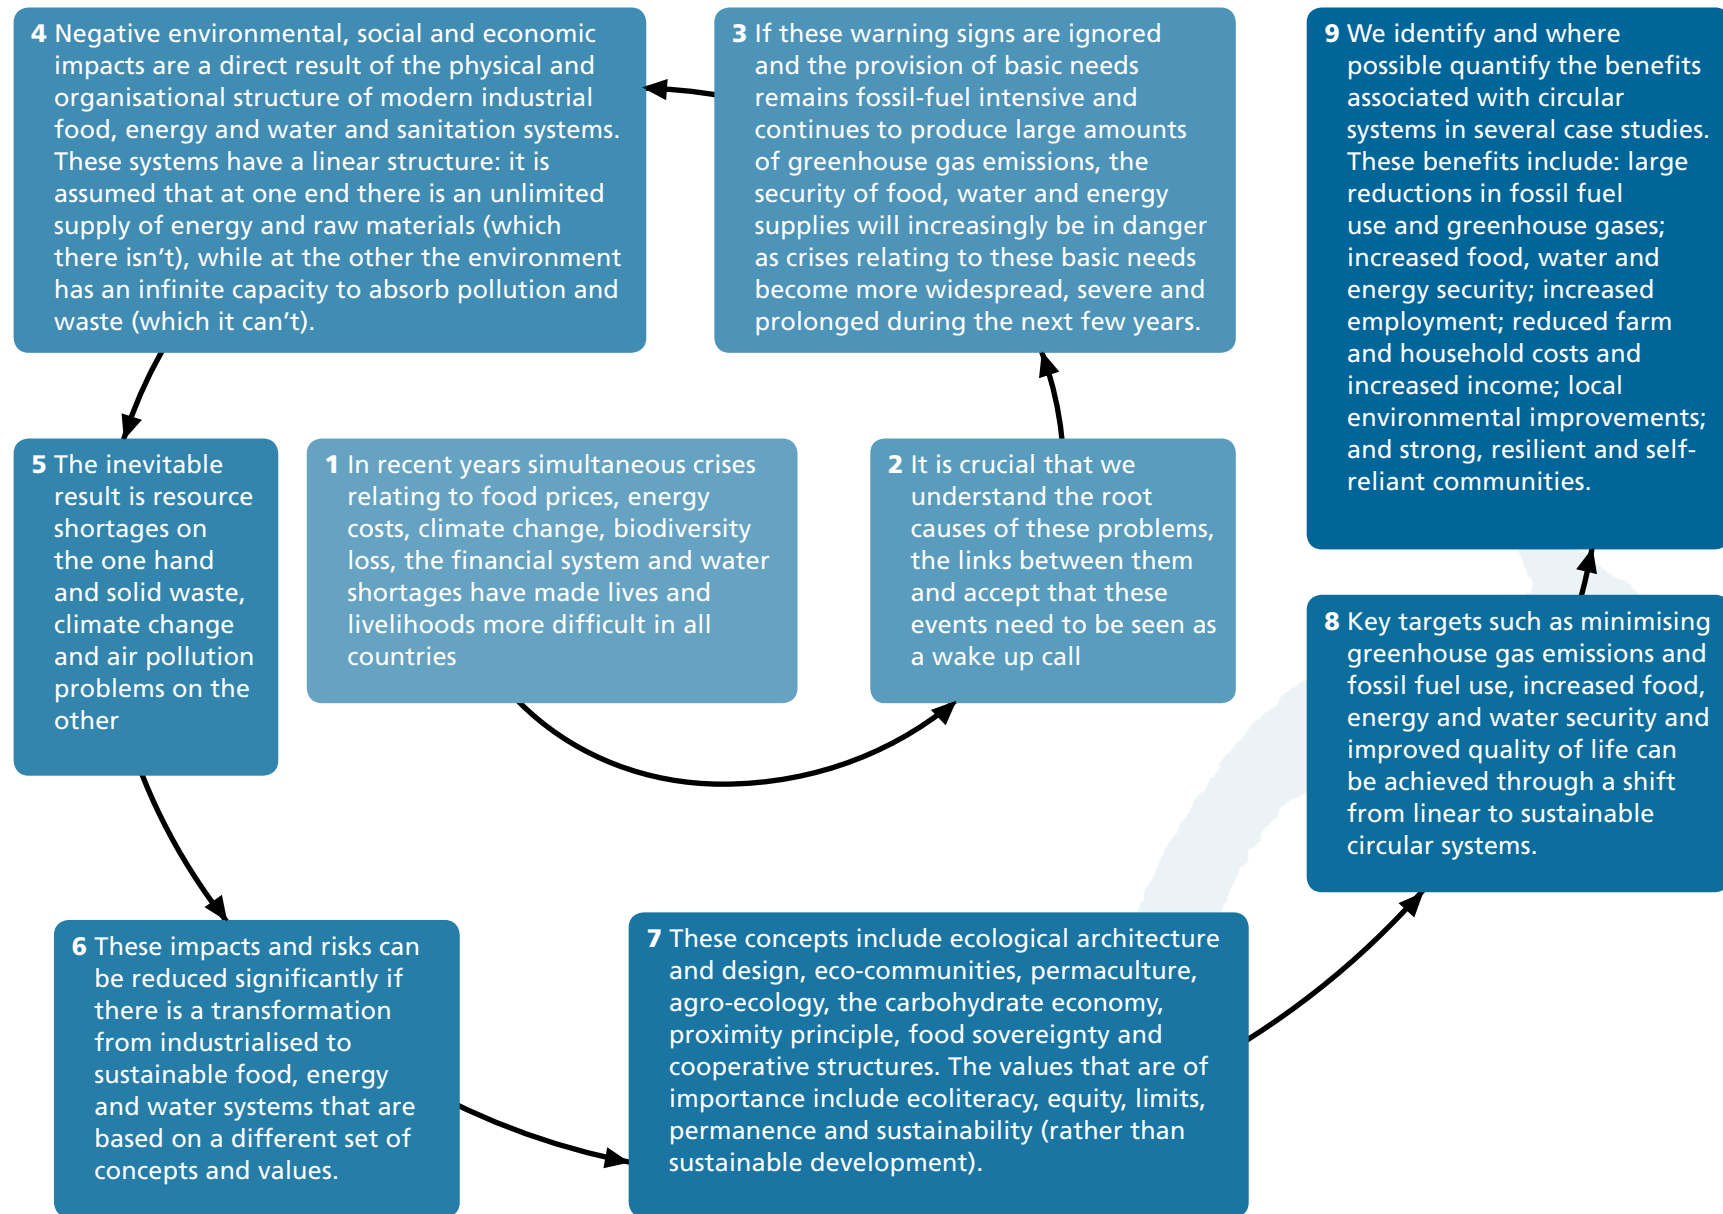 4 Negative environmental, social and economic
impacts are a direct result of the physical and
organisational structure of modern industrial
food, energy and water and sanitation systems.
These systems have a linear structure: it is
assumed that at one end there is an unlimited
supply of energy and raw materials (which
there isn't), while at the other the environment
has an infinite capacity to absorb pollution and
waste (which it can't).
3 If these warning signs are ignored
and the provision of basic needs
remains fossil-fuel intensive and
continues to produce large amounts
of greenhouse gas emissions, the
security of food, water and energy
supplies will increasingly be in danger
as crises relating to these basic needs
become more widespread, severe and
prolonged during the next few years.
9 We identify and where
possible quantify the benefits
associated with circular
systems in several case studies.
These benefits include: large
reductions in fossil fuel
use and greenhouse gases;
increased food, water and
energy security; increased
employment; reduced farm
and household costs and
increased income; local
environmental improvements;
and strong, resilient and self-
reliant communities.
5 The inevitable
result is resource
shortages on
the one hand
and solid waste,
climate change
and air pollution
problems on the
other
1 In recent years simultaneous crises
relating to food prices, energy
costs, climate change, biodiversity
loss, the financial system and water
shortages have made lives and
livelihoods more difficult in all
countries
2 It is crucial that we
understand the root
causes of these problems,
the links between them
and accept that these
events need to be seen as
a wake up call
8 Key targets such as minimising
greenhouse gas emissions and
fossil fuel use, increased food,
energy and water security and
improved quality of life can
be achieved through a shift
from linear to sustainable
circular systems.
6 These impacts and risks can
be reduced significantly if
there is a transformation
from industrialised to
sustainable food, energy
and water systems that are
based on a different set of
concepts and values.
7 These concepts include ecological architecture
and design, eco-communities, permaculture,
agro-ecology, the carbohydrate economy,
proximity principle, food sovereignty and
cooperative structures. The values that are of
importance include ecoliteracy, equity, limits,
permanence and sustainability (rather than
sustainable development).